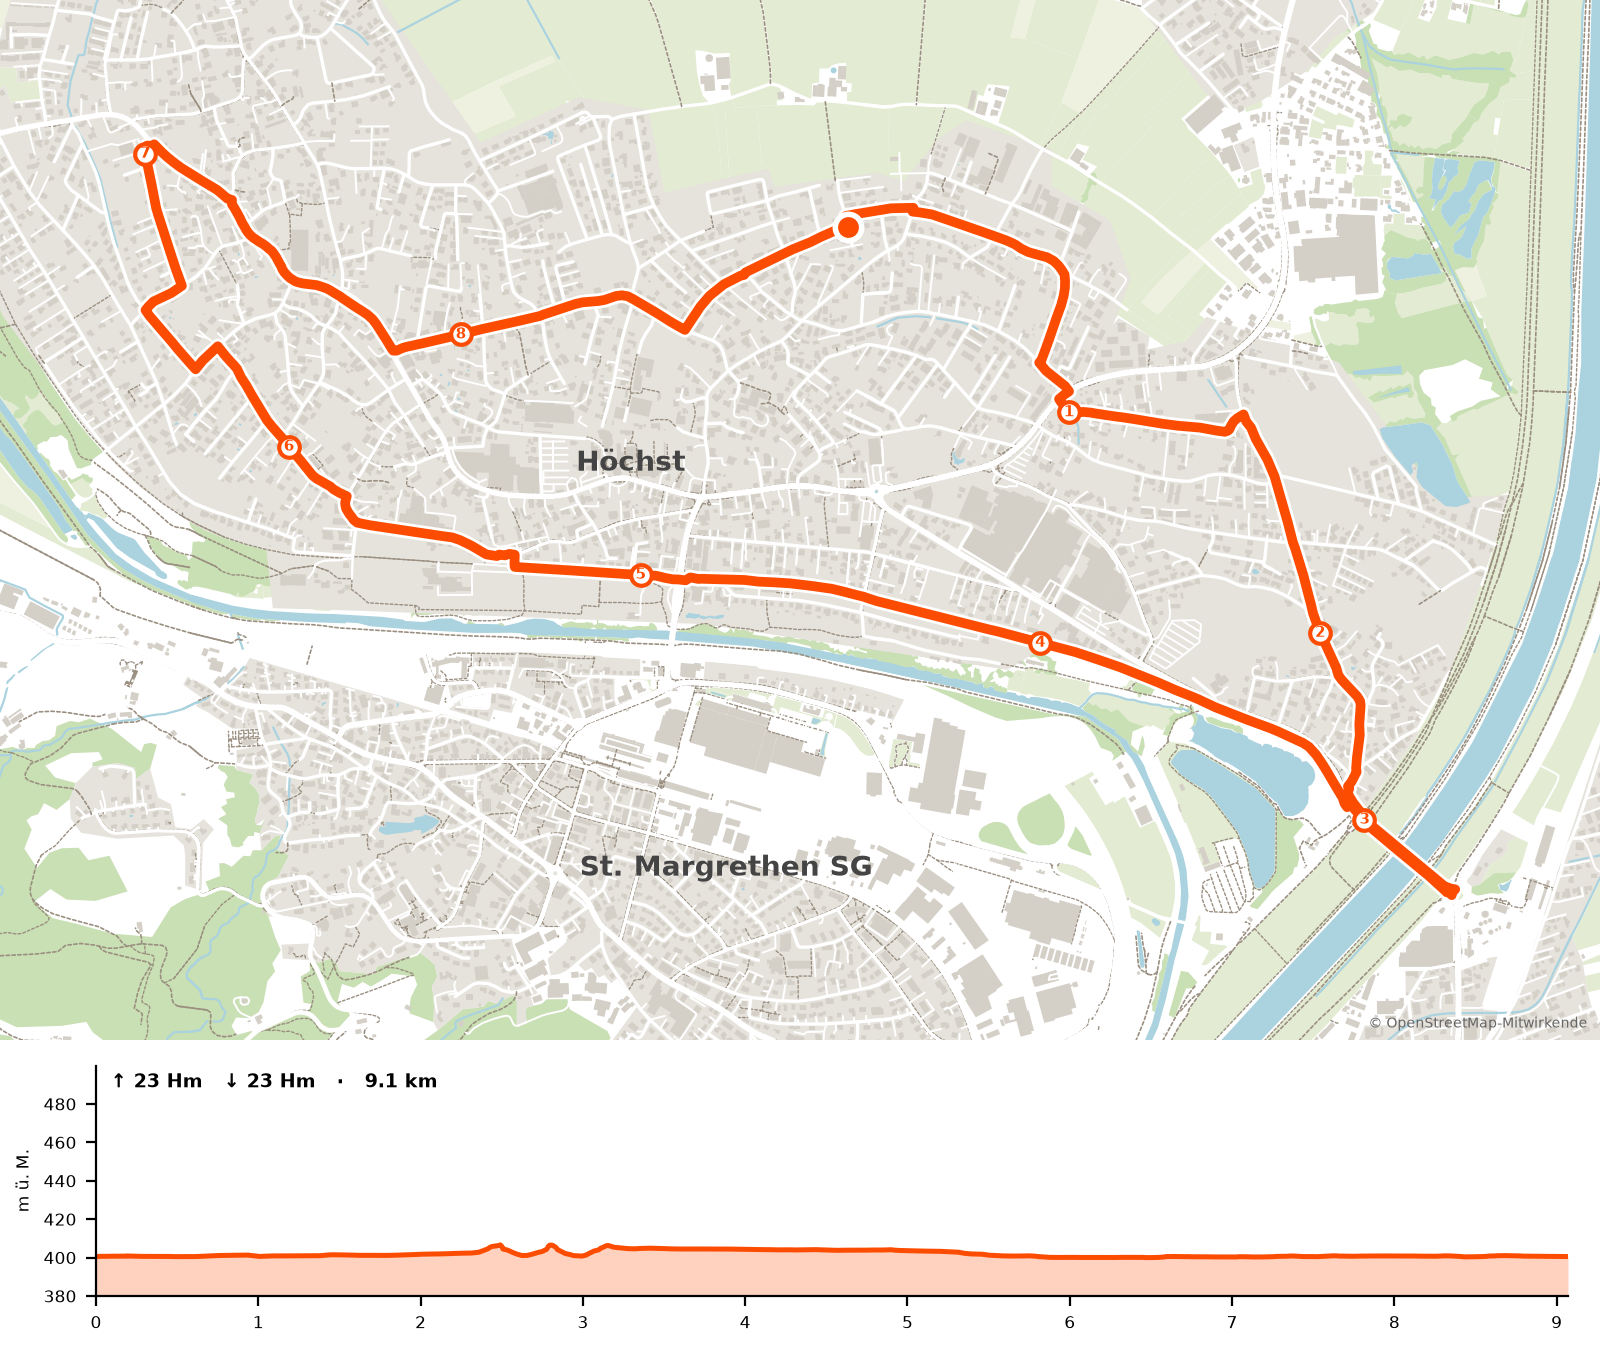 7
8
1
6
Höchst
5
2
4
3
St. Margrethen SG
© OpenStreetMap-Mitwirkende
↑ 23 Hm ↓ 23 Hm · 9.1 km
480
460
440
420
400
380
m ü. M.
0 1 2 3 4 5 6 7 8 9